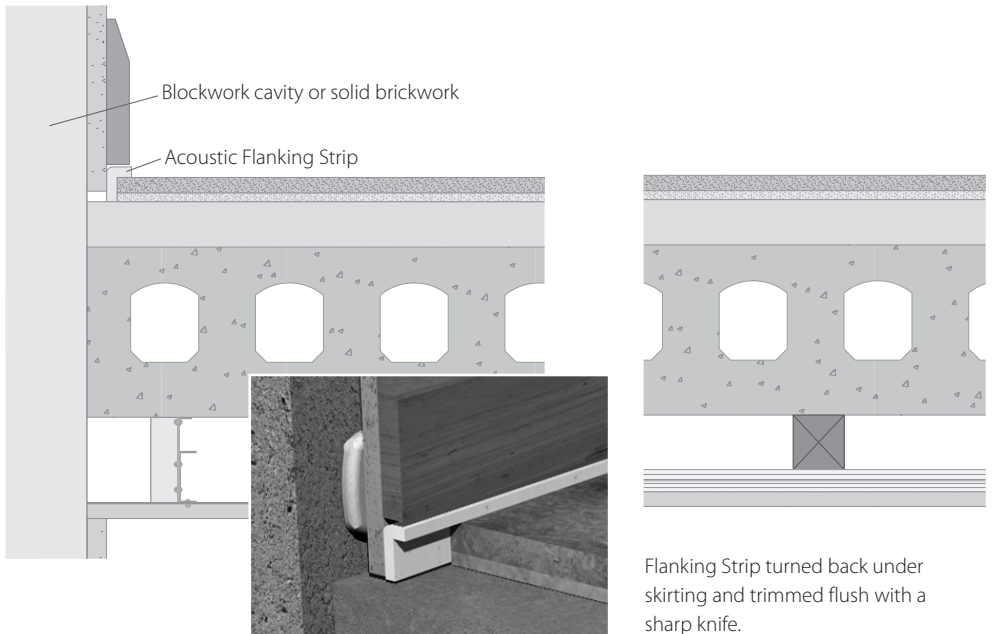 Blockwork cavity or solid brickwork
Acoustic Flanking Strip
Flanking Strip turned back under
skirting and trimmed flush with a
sharp knife.